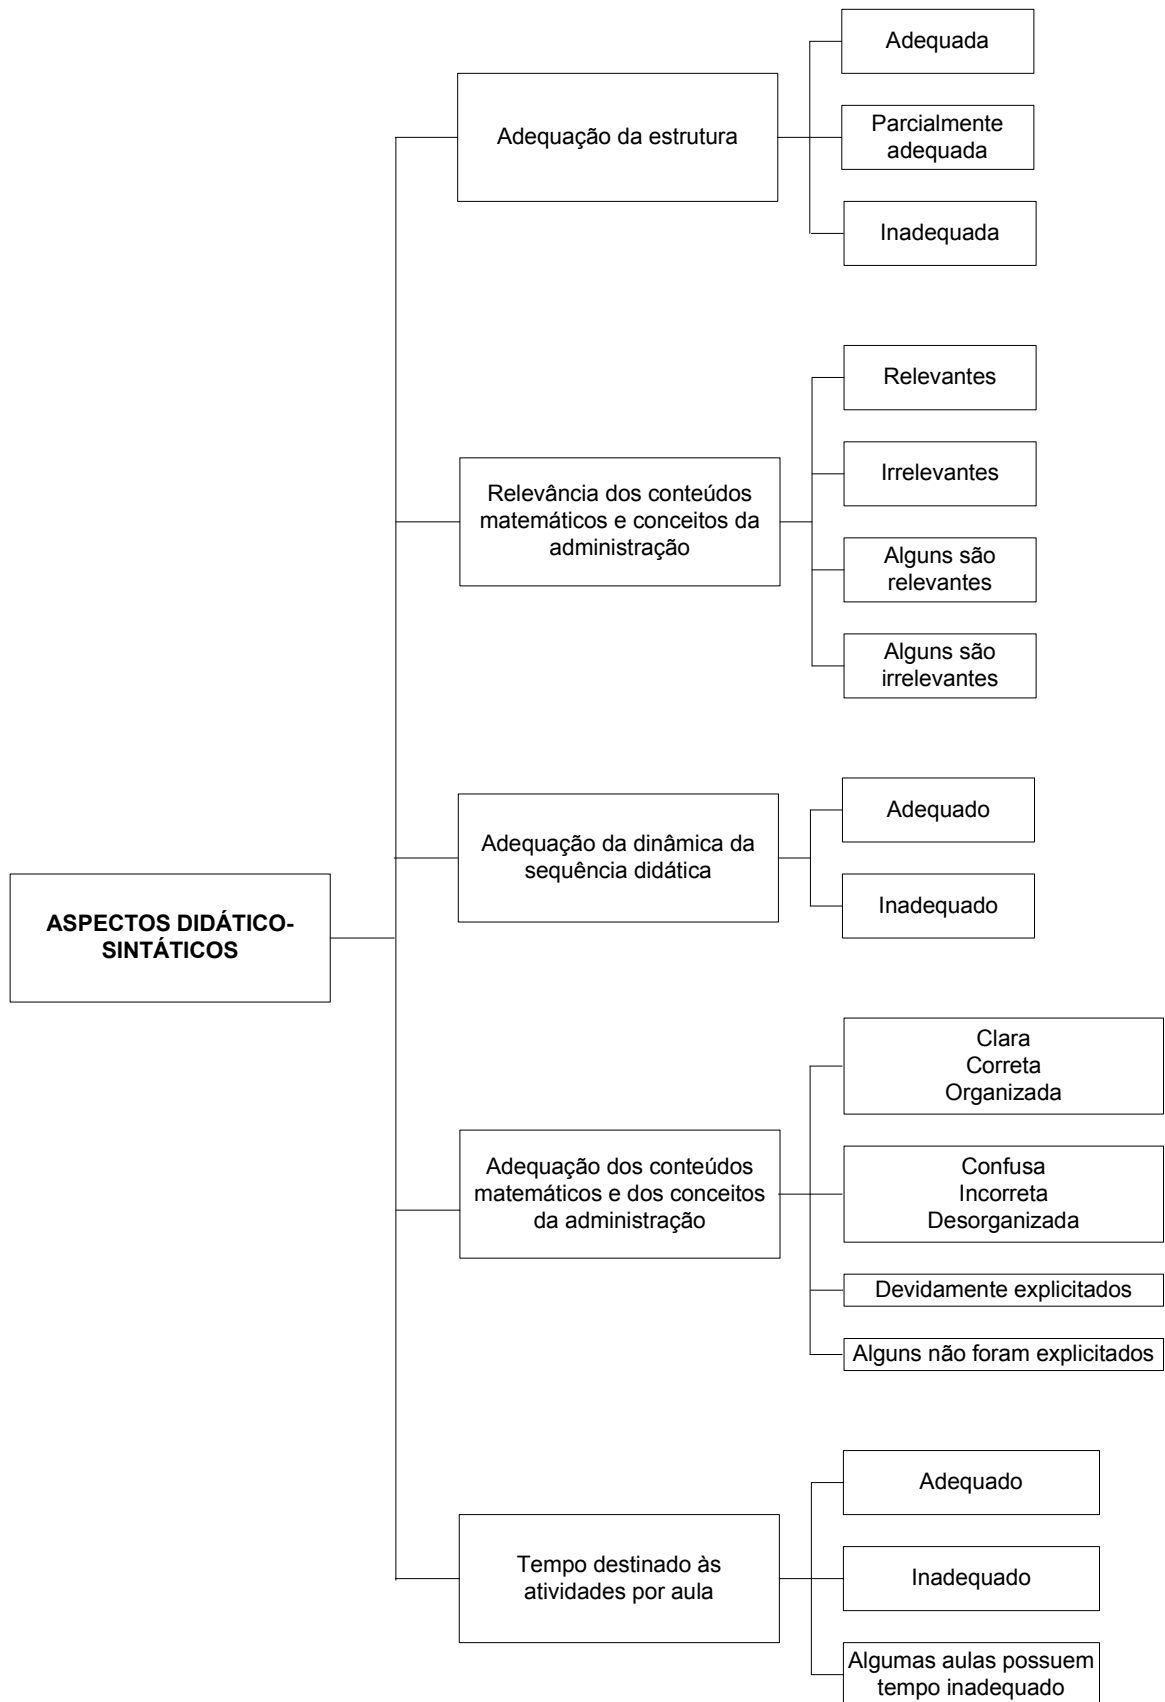 ASPECTOS DIDÁTICO-
SINTÁTICOS
Adequação da estrutura
Adequada
Parcialmente
adequada
Inadequada
Relevância dos conteúdos
matemáticos e conceitos da
administração
Relevantes
Irrelevantes
Alguns são
relevantes
Alguns são
irrelevantes
Adequação da dinâmica da
sequência didática
Adequado
Inadequado
Adequação dos conteúdos
matemáticos e dos conceitos
da administração
Clara
Correta
Organizada
Confusa
Incorreta
Desorganizada
Devidamente explicitados
Alguns não foram explicitados
Tempo destinado às
atividades por aula
Adequado
Inadequado
Algumas aulas possuem
tempo inadequado